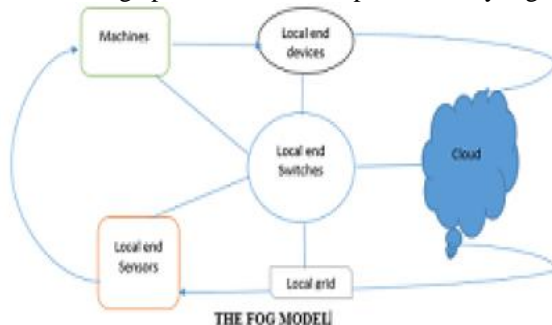 Machines
Local end
devices
Local end
Switches
Cloud
Local end
Sensors
Local grid
THE FOG MODEL